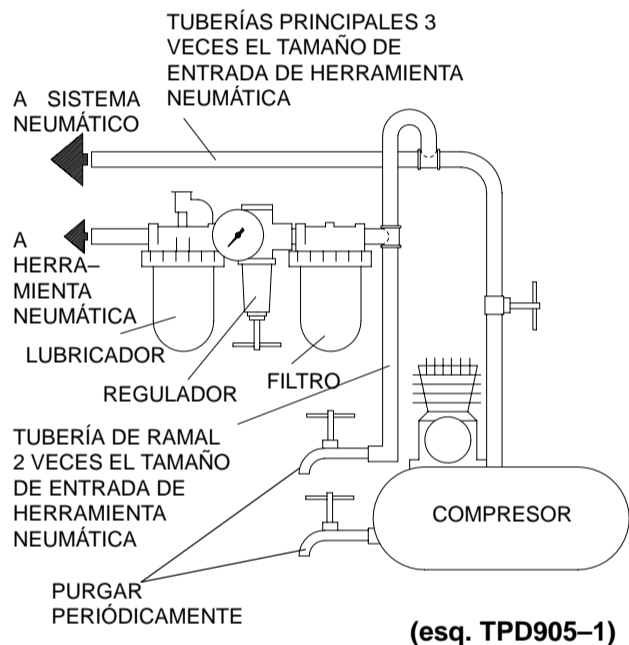 TUBERÍAS PRINCIPALES 3
VECES EL TAMAÑO DE
ENTRADA DE HERRAMIENTA
NEUMÁTICA
A SISTEMA
NEUMÁTICO
A
HERRA–
MIENTA
NEUMÁTICA
LUBRICADOR
REGULADOR
FILTRO
TUBERÍA DE RAMAL
2 VECES EL TAMAÑO
DE ENTRADA DE
HERRAMIENTA
NEUMÁTICA
COMPRESOR
PURGAR
PERIÓDICAMENTE
(esq. TPD905–1)